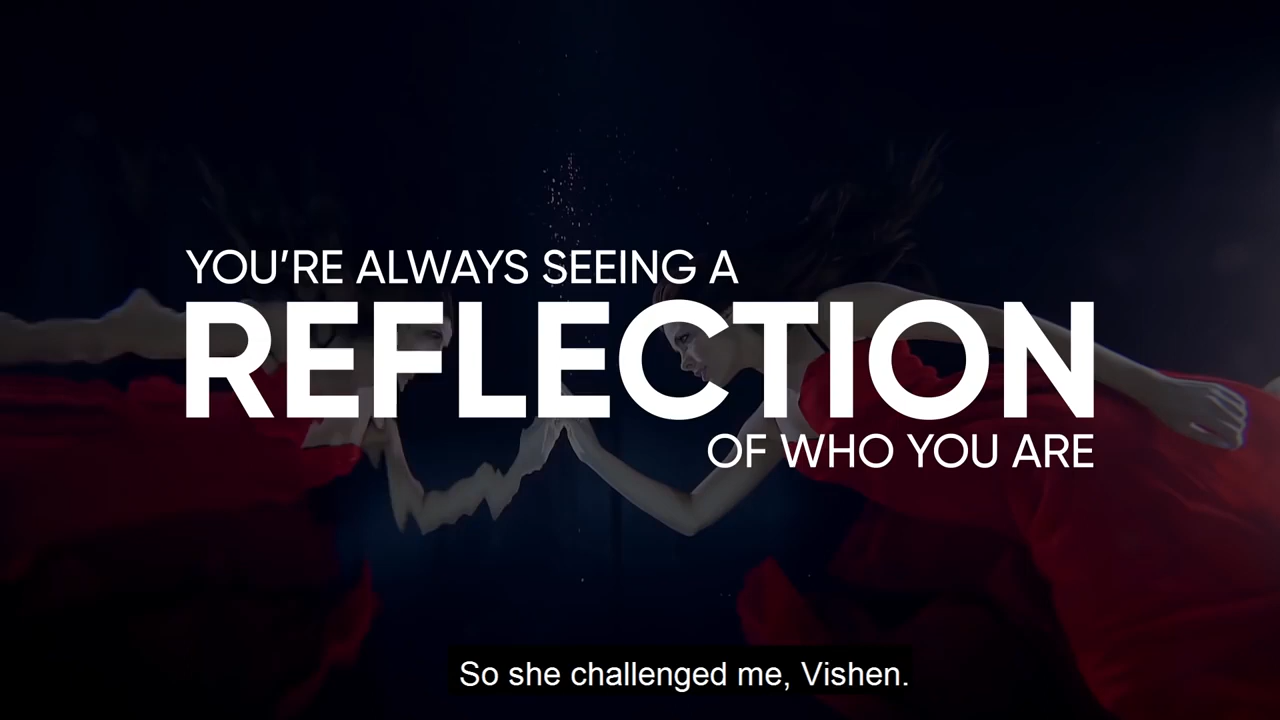 YOU'RE ALWAYS SEEING A
REFLECTION
OF WHO YOU ARE
So she challenged me, Vishen.